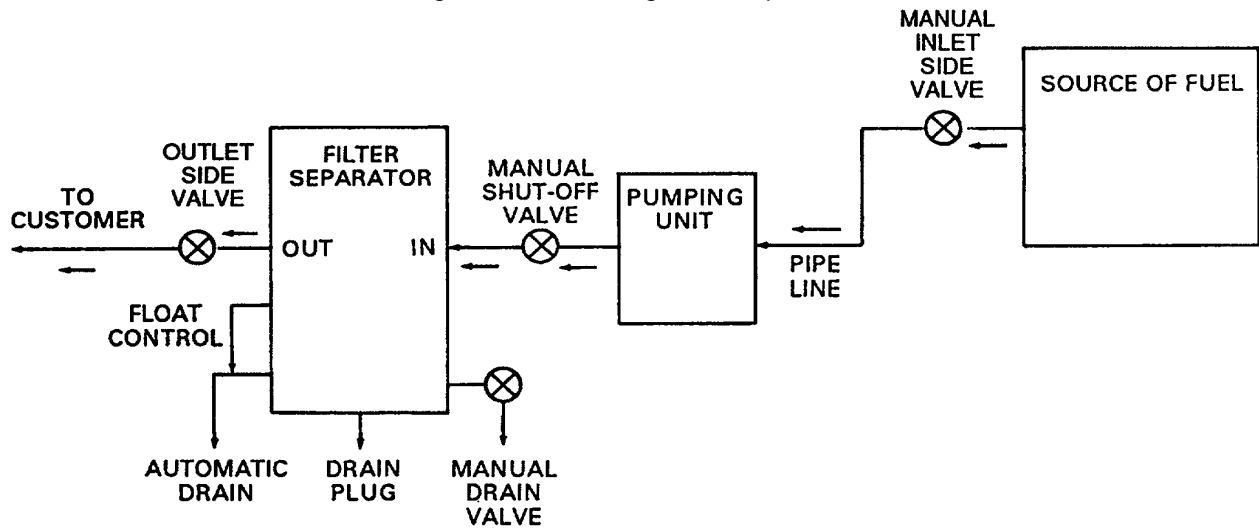 MANUAL
INLET
SIDE
VALVE
SOURCE OF FUEL
OUTLET
SIDE
VALVE
FILTER
SEPARATOR
MANUAL
SHUT-OFF
VALVE
PUMPING
UNIT
TO
CUSTOMER
OUT
IN
PIPE
LINE
FLOAT
CONTROL
AUTOMATIC
DRAIN
DRAIN
PLUG
MANUAL
DRAIN
VALVE